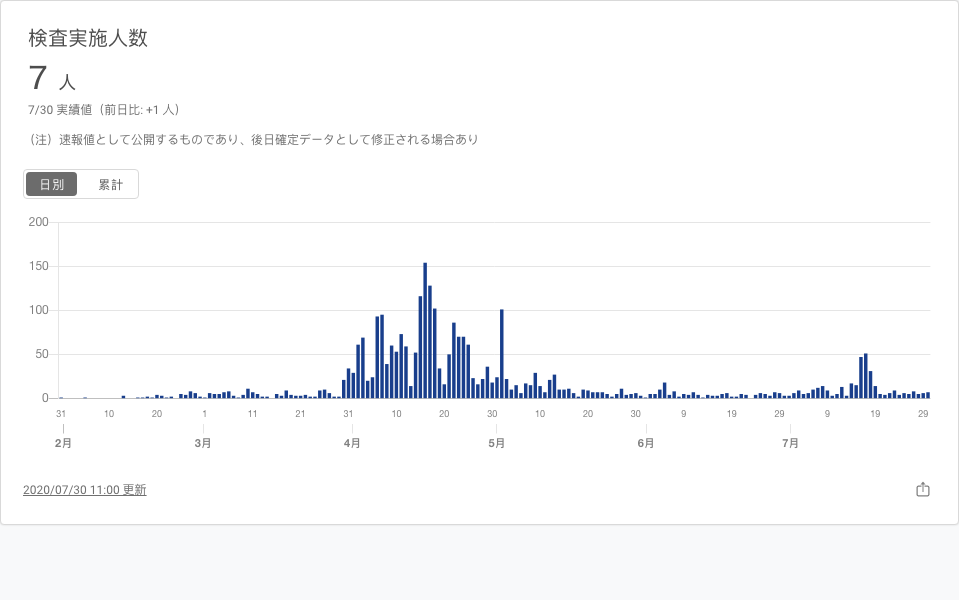 検査実施人数
7 人
7/30 実績値（前日比: +1 人）
（注）速報値として公開するものであり、後日確定データとして修正される場合あり
日別 累計
200
150
100
50
0
31 10 20 1 11 21 31 10 20 30 10 20 30 9 19 29 9 19 29
2月 3月 4月 5月 6月 7月
2020/07/30 11:00 更新